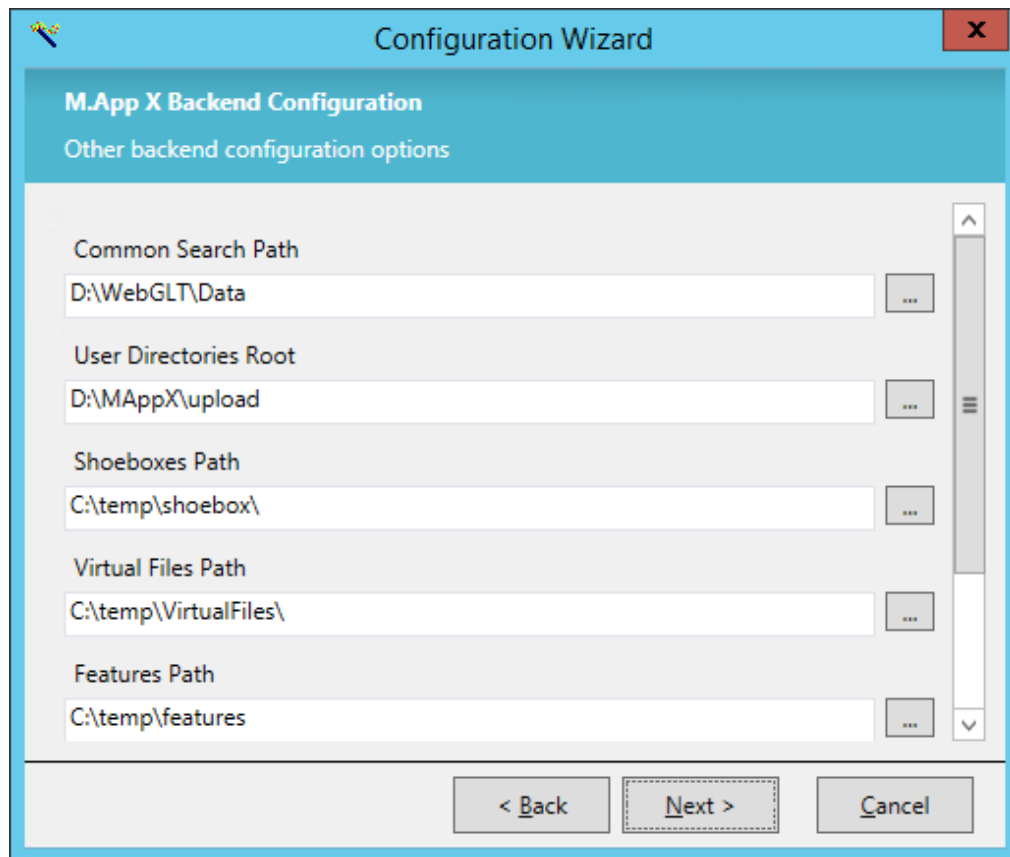 Configuration Wizard
x
M.App X Backend Configuration
Other backend configuration options
Common Search Path
D:\WebGLT\Data
...
User Directories Root
D:\MAppX\upload
...
Shoeboxes Path
C:\temp\shoebox\
...
Virtual Files Path
C:\temp\VirtualFiles\
...
Features Path
C:\temp\features
...
< Back
Next >
Cancel